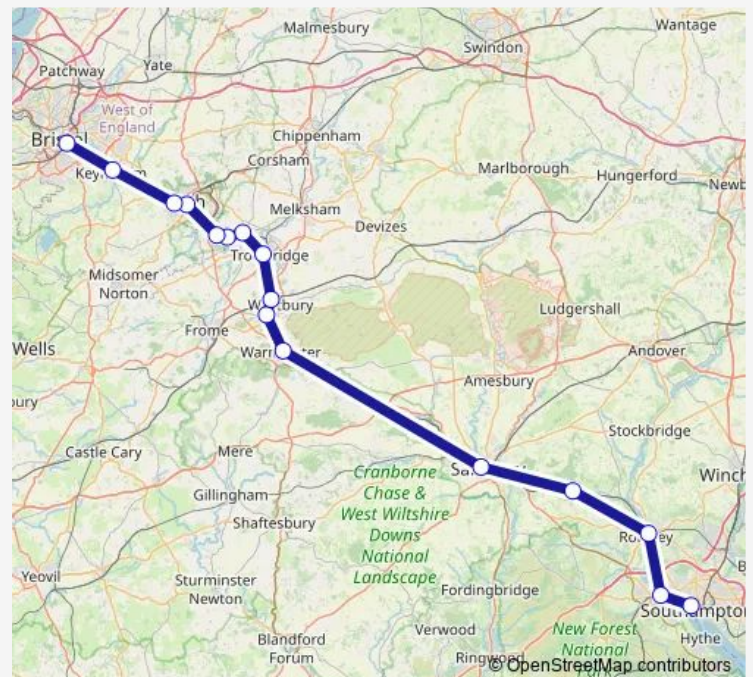 Malmesbury
Wantage
Swindon
Yate
Patchway
West of
England
Chippenham
Corsham
Marlborough
Hungerford
Melksham
Devizes
Midsomer
Norton
Ludgershall
Frome
Wells
Andover
Amesbury
Stockbridge
Castle Cary
Mere
Cranborne
Chase &
West Wiltshire
Downs
National
Landscape
Gillingham
Shaftesbury
Yeovil
Sturminster
Newton
Fordingbridge
Southampton
Verwood
New Forest
National
Hythe
Blandford
Forum
Ringwood
© OpenStreetMap contributors